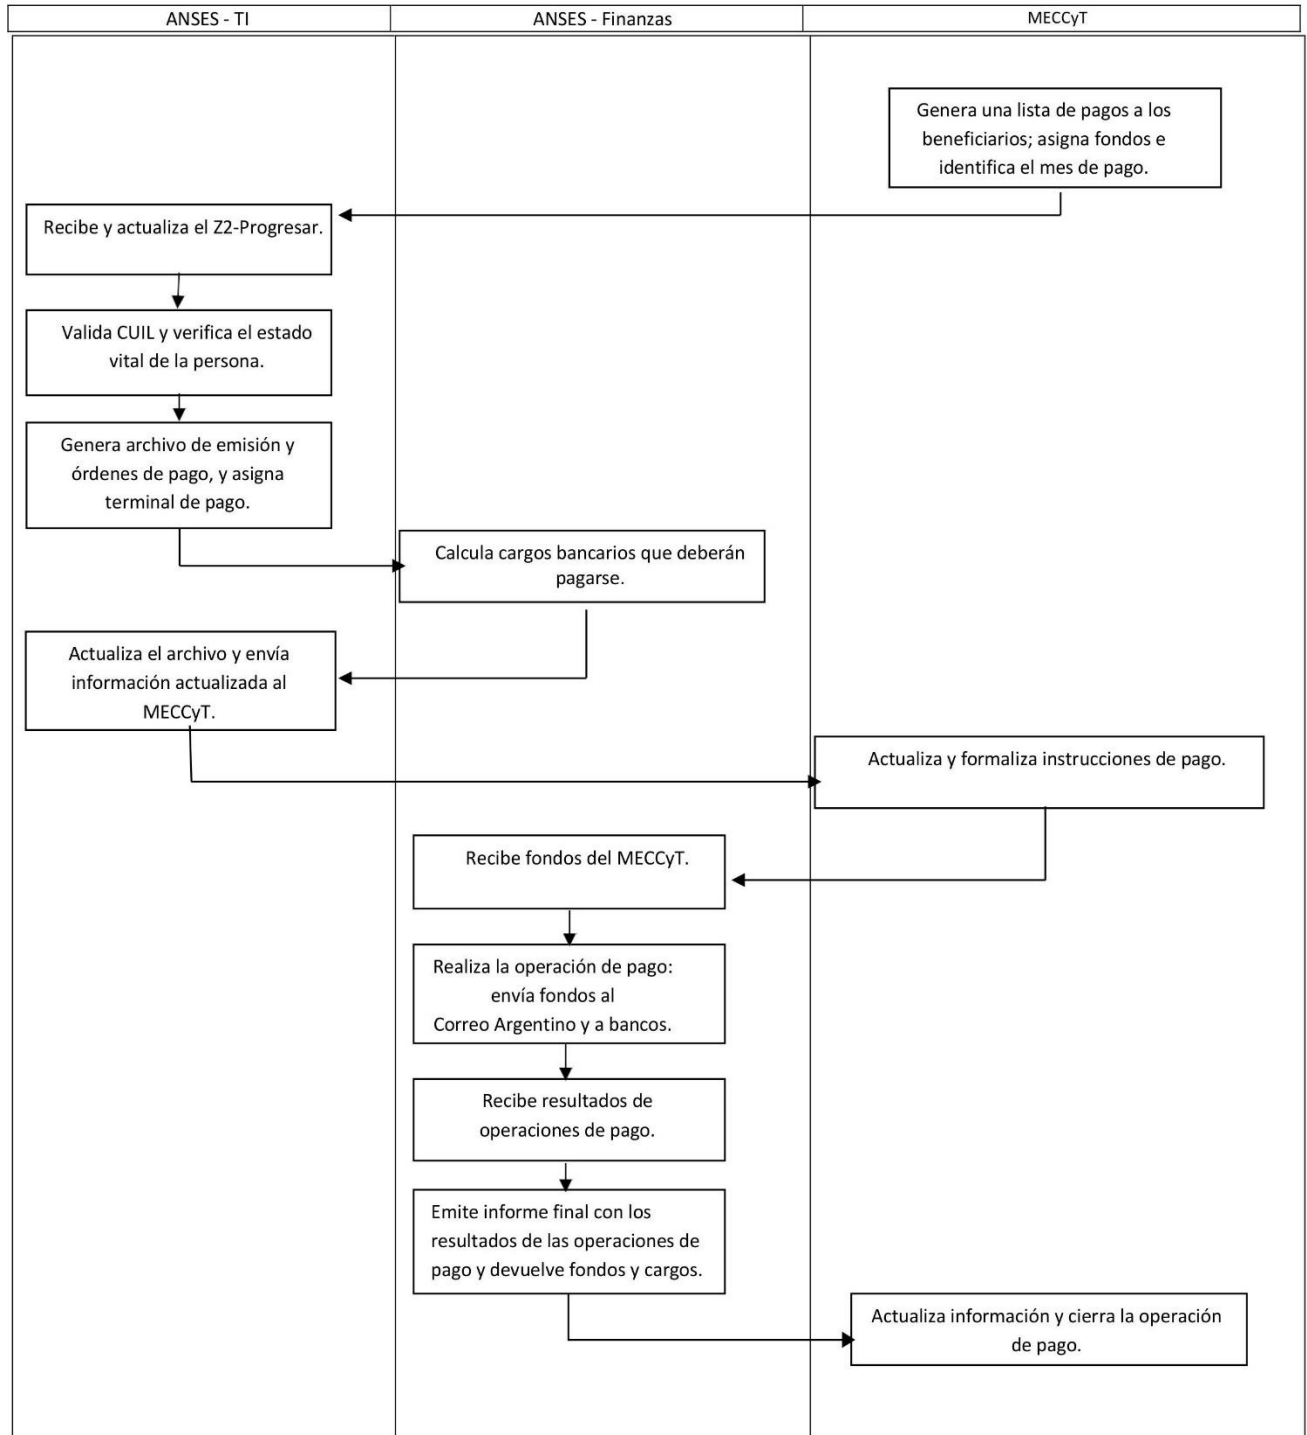 ANSES - TI
ANSES - Finanzas
MECCyT
Genera una lista de pagos a los
beneficiarios; asigna fondos e
identifica el mes de pago.
Recibe y actualiza el Z2-Progresar.
Valida CUIL y verifica el estado
vital de la persona.
Genera archivo de emisión y
órdenes de pago, y asigna
terminal de pago.
Calcula cargos bancarios que deberán
pagarse.
Actualiza el archivo y envía
información actualizada al
MECCyT.
Actualiza y formaliza instrucciones de pago.
Recibe fondos del MECCyT.
Realiza la operación de pago:
envía fondos al
Correo Argentino y a bancos.
Recibe resultados de
operaciones de pago.
Emite informe final con los
resultados de las operaciones de
pago y devuelve fondos y cargos.
Actualiza información y cierra la operación
de pago.